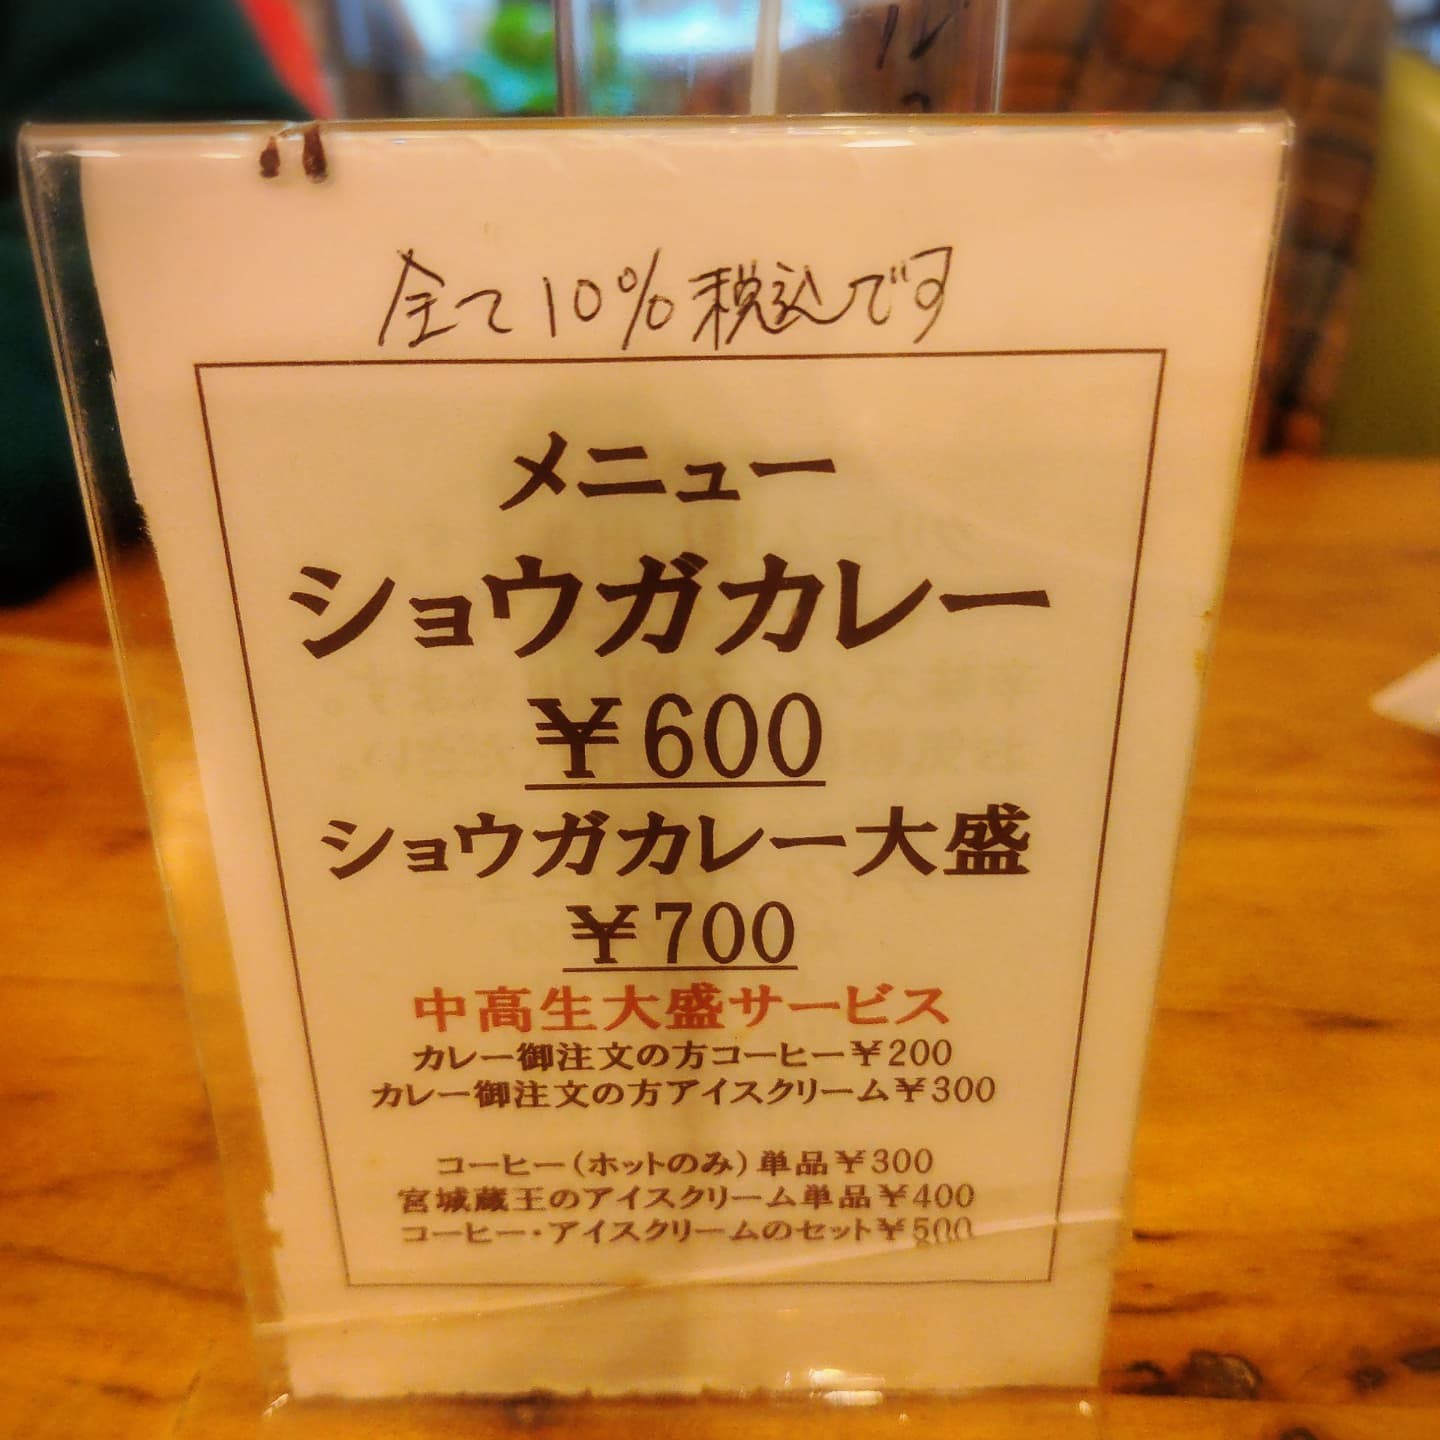 全て10%税込です
メニュー
ショウガカレー
￥600
ショウガカレー大盛
￥700
中高生大盛サービス
カレー御注文の方コーヒー￥200
カレー御注文の方アイスクリーム￥300
コーヒー(ホットのみ)単品￥300
宮城蔵王のアイスクリーム単品￥400
コーヒー・アイスクリームのセット￥500